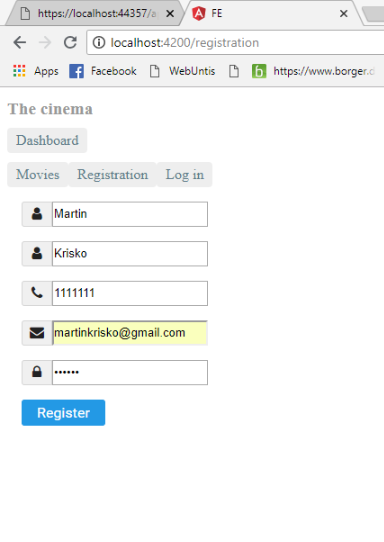 https://localhost:44357/a
FE
localhost:4200/registration
Apps Facebook WebUntis https://www.borger.d
The cinema
Dashboard
Movies Registration Log in
Martin
Krisko
1111111
martinkrisko@gmail.com
••••••
Register